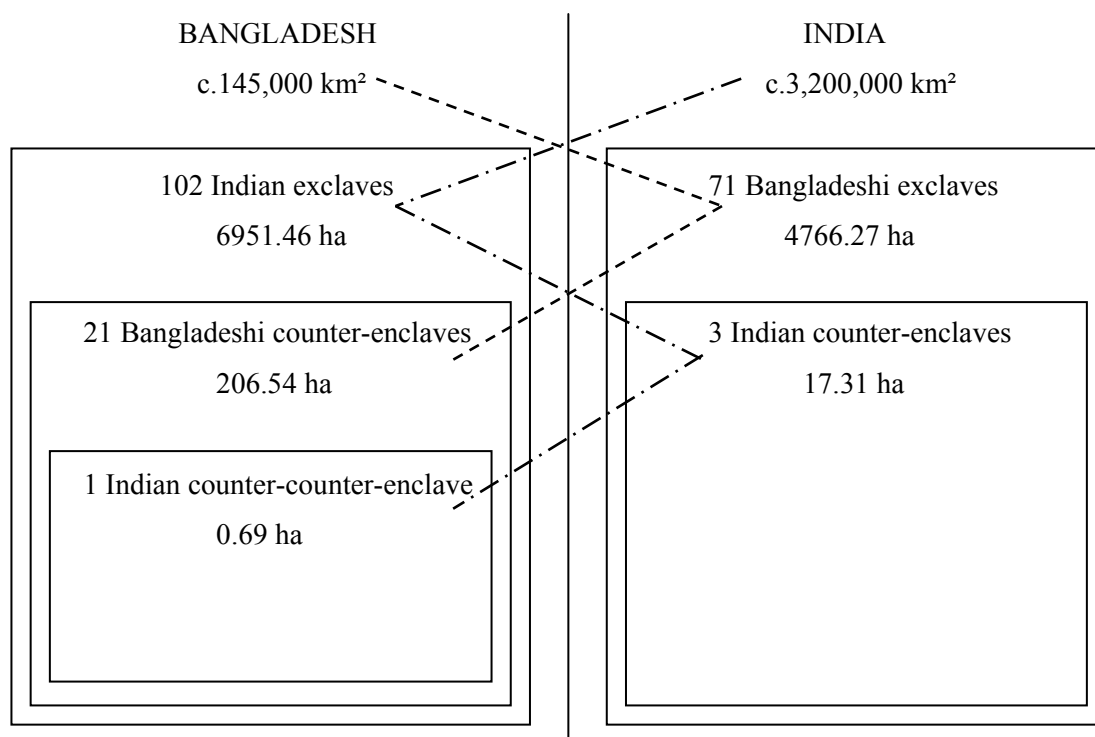 BANGLADESH
c.145,000 km²
INDIA
c.3,200,000 km²
102 Indian exclaves
6951.46 ha
71 Bangladeshi exclaves
4766.27 ha
21 Bangladeshi counter-enclaves
206.54 ha
3 Indian counter-enclaves
17.31 ha
1 Indian counter-counter-enclave
0.69 ha